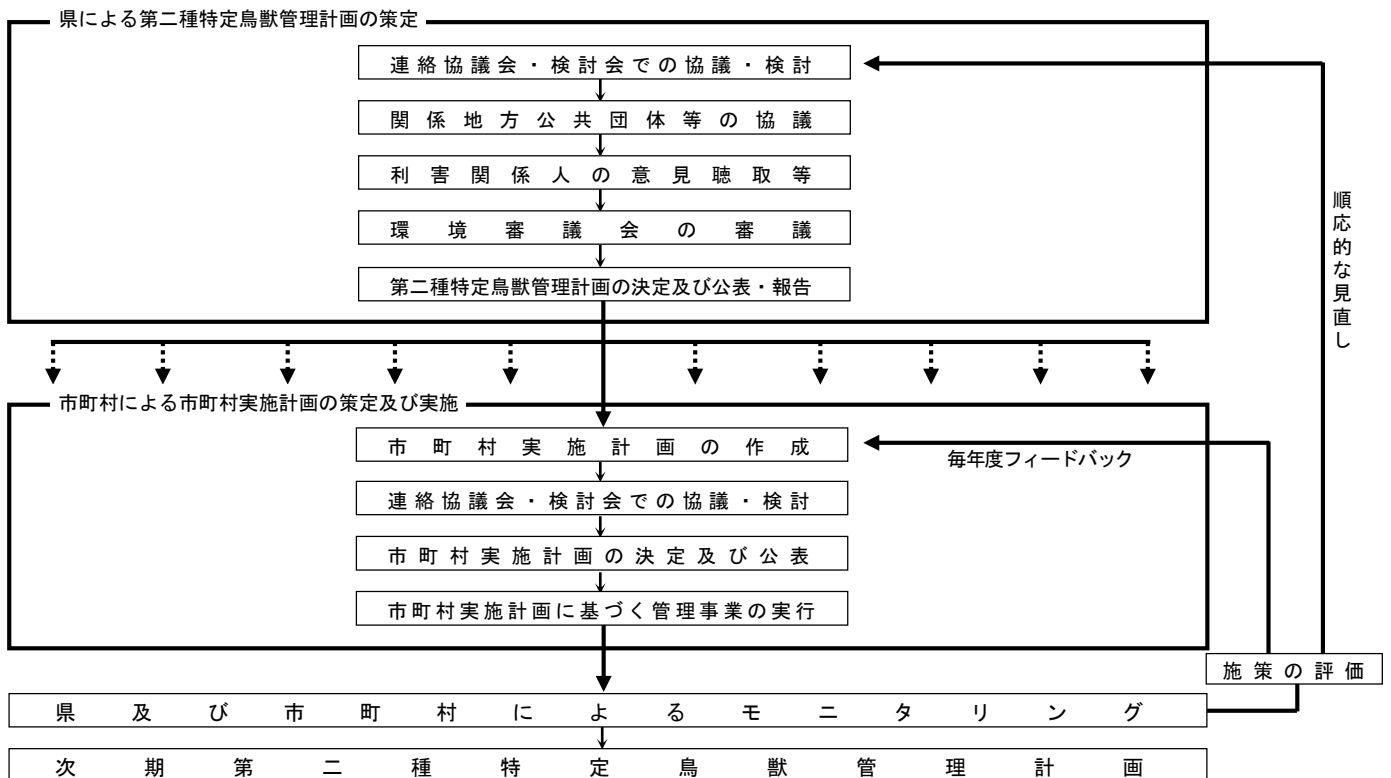 県による第二種特定鳥獣管理計画の策定
連絡協議会・検討会での協議・検討
関係地方公共団体等の協議
利害関係人の意見聴取等
環境審議会の審議
第二種特定鳥獣管理計画の決定及び公表・報告
順応的な見直し
市町村による市町村実施計画の策定及び実施
市町村実施計画の作成
毎年度フィードバック
連絡協議会・検討会での協議・検討
市町村実施計画の決定及び公表
市町村実施計画に基づく管理事業の実行
施策の評価
県及び市町村によるモニタリング
次期第二種特定鳥獣管理計画